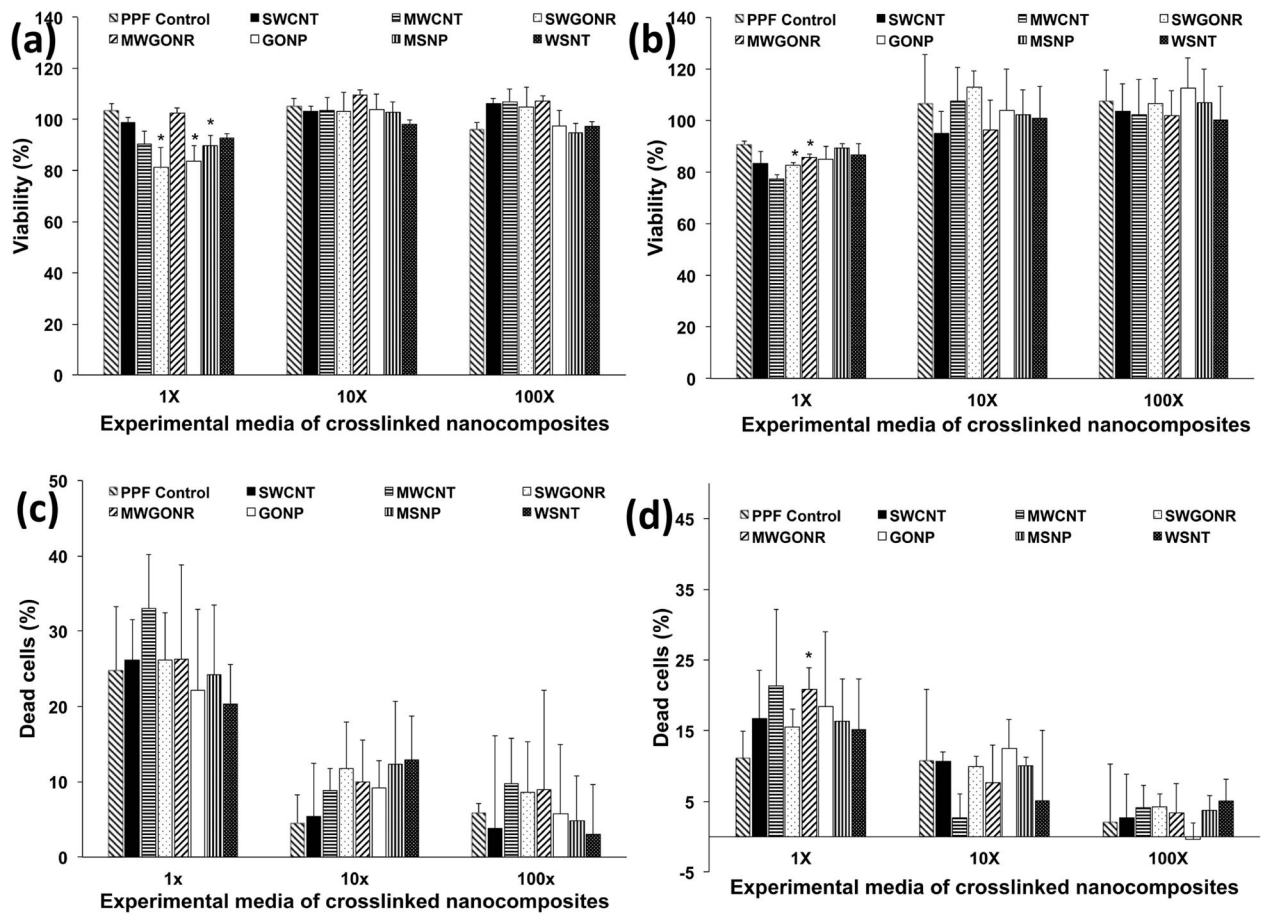 (a)
140
120
100
80
60
40
20
0
Viability (%)
PPF Control SWCNT MWCNT SWGONR
MWGONR GONP MSNP WSNT
* * *
1X 10X 100X
Experimental media of crosslinked nanocomposites
(b)
140
120
100
80
60
40
20
0
Viability (%)
PPF Control SWCNT MWCNT SWGONR
MWGONR GONP MSNP WSNT
* *
1X 10X 100X
Experimental media of crosslinked nanocomposites
(c)
50
40
30
20
10
0
Dead cells (%)
PPF Control SWCNT MWCNT SWGONR
MWGONR GONP MSNP WSNT
1x 10x 100x
Experimental media of crosslinked nanocomposites
(d)
45
35
25
15
5
-5
Dead cells (%)
PPF Control SWCNT MWCNT SWGONR
MWGONR GONP MSNP WSNT
*
1X 10X 100X
Experimental media of crosslinked nanocomposites